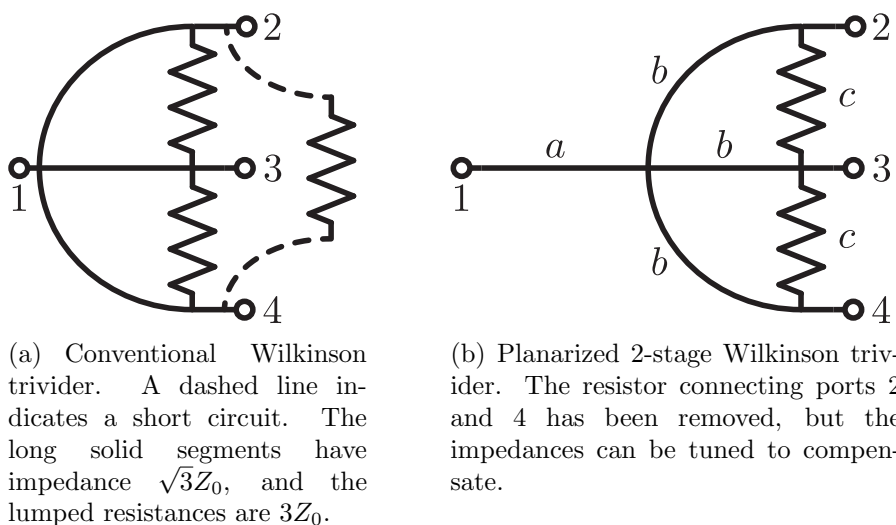 2
3
1
4
(a) Conventional Wilkinson
trivider. A dashed line in-
dicates a short circuit. The
long solid segments have
impedance √3Z₀, and the
lumped resistances are 3Z₀.
2
b
c
a
b
3
1
c
b
4
(b) Planarized 2-stage Wilkinson triv-
ider. The resistor connecting ports 2
and 4 has been removed, but the
impedances can be tuned to compen-
sate.